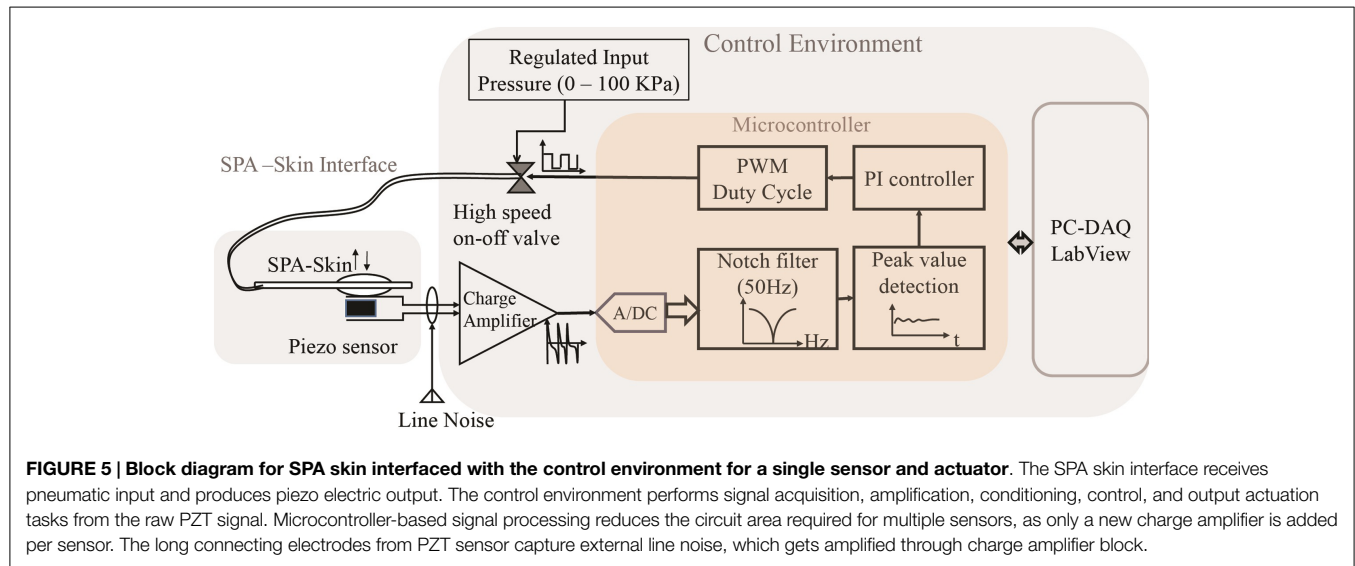 Control Environment
Regulated Input
Pressure (0 – 100 KPa)
Microcontroller
SPA –Skin Interface
PWM
Duty Cycle
PI controller
High speed
on-off valve
PC-DAQ
LabView
SPA-Skin
Charge
Amplifier
A/DC
Notch filter
(50Hz)
Hz
Peak value
detection
t
Piezo sensor
Line Noise
FIGURE 5 | Block diagram for SPA skin interfaced with the control environment for a single sensor and actuator. The SPA skin interface receives
pneumatic input and produces piezo electric output. The control environment performs signal acquisition, amplification, conditioning, control, and output actuation
tasks from the raw PZT signal. Microcontroller-based signal processing reduces the circuit area required for multiple sensors, as only a new charge amplifier is added
per sensor. The long connecting electrodes from PZT sensor capture external line noise, which gets amplified through charge amplifier block.